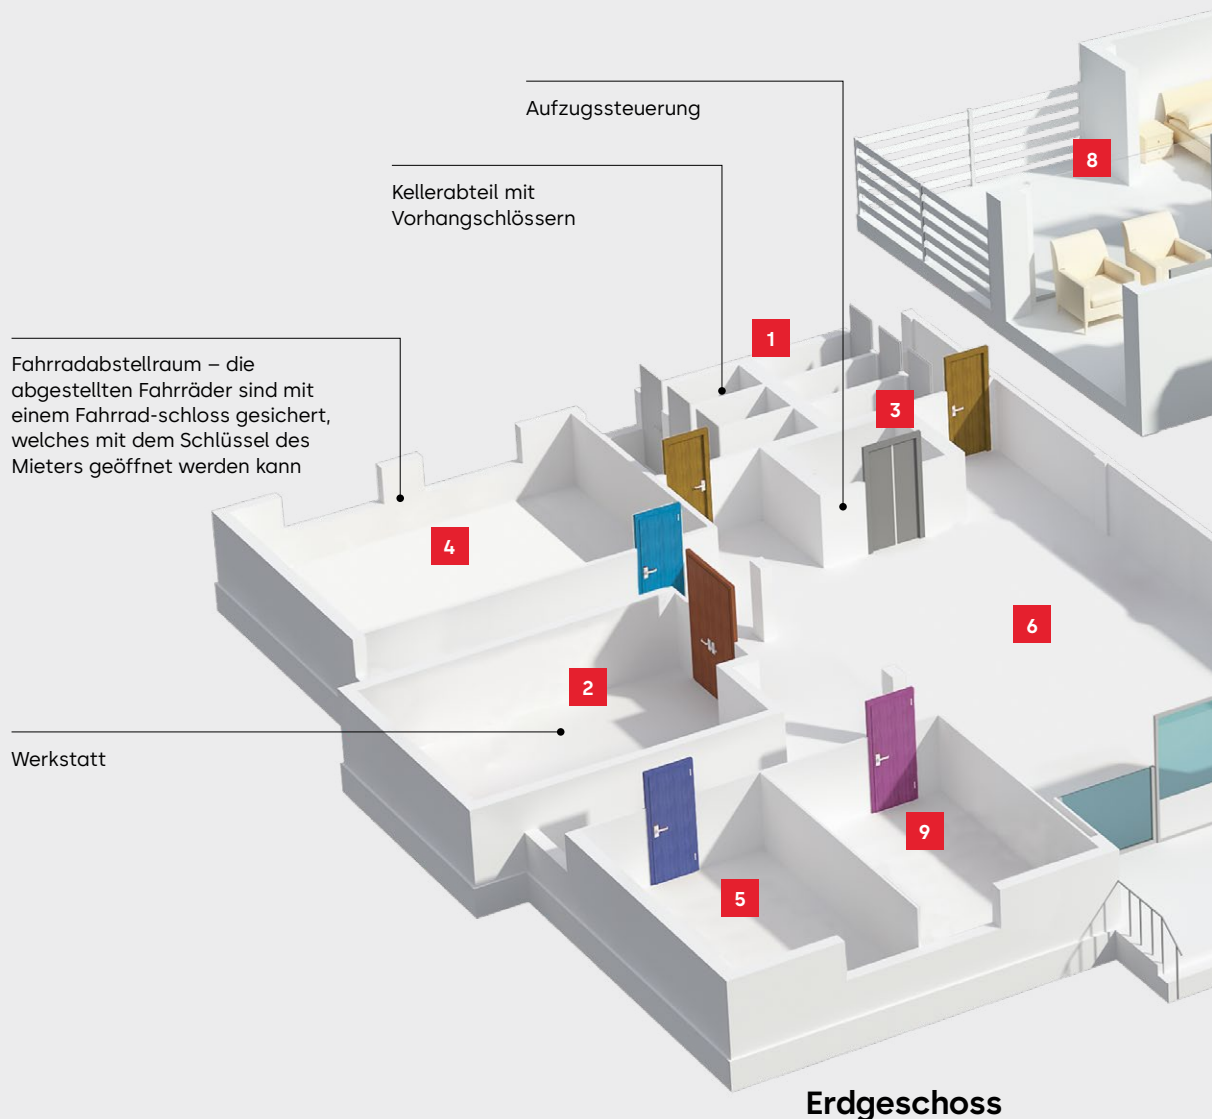 Aufzugssteuerung
8
Kellerabteil mit
Vorhangschlössern
1
Fahrradabstellraum – die
abgestellten Fahrräder sind mit
einem Fahrrad-schloss gesichert,
welches mit dem Schlüssel des
Mieters geöffnet werden kann
3
4
6
2
Werkstatt
9
5
Erdgeschoss